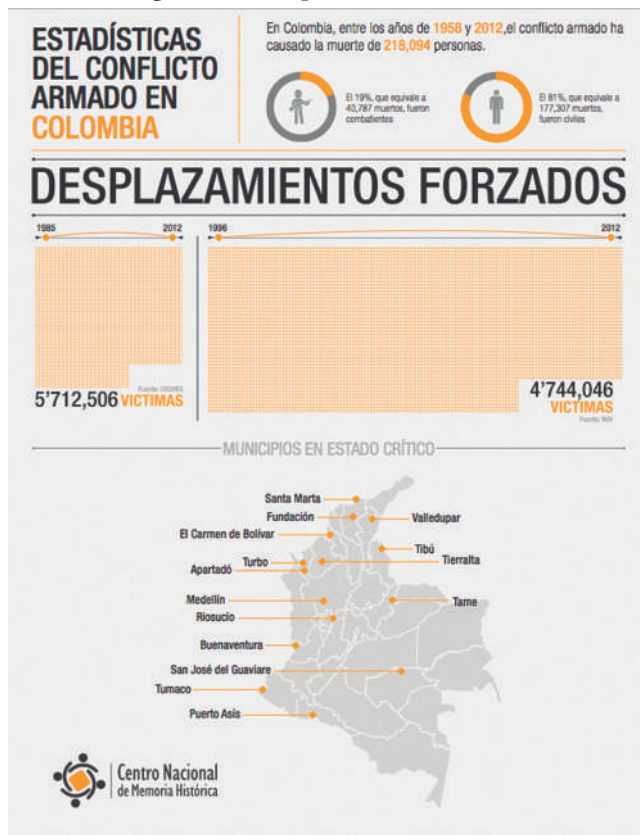 ESTADÍSTICAS
DEL CONFLICTO
ARMADO EN
COLOMBIA
En Colombia, entre los años de 1958 y 2012,el conflicto armado ha
causado la muerte de 218,094 personas.
El 19%, que equivale a
40,787 muertos, fueron
combatientes
El 81%, que equivale a
177,307 muertos,
fueron civiles
DESPLAZAMIENTOS FORZADOS
1985 2012
1996 2012
5'712,506 VICTIMAS
4'744,046
VICTIMAS
MUNICIPIOS EN ESTADO CRÍTICO
Santa Marta
Fundación
Valledupar
El Carmen de Bolívar
Tibú
Turbo
Tierralta
Apartadó
Medellín
Tame
Riosucio
Buenaventura
San José del Guaviare
Tumaco
Puerto Asís
Centro Nacional
de Memoria Histórica